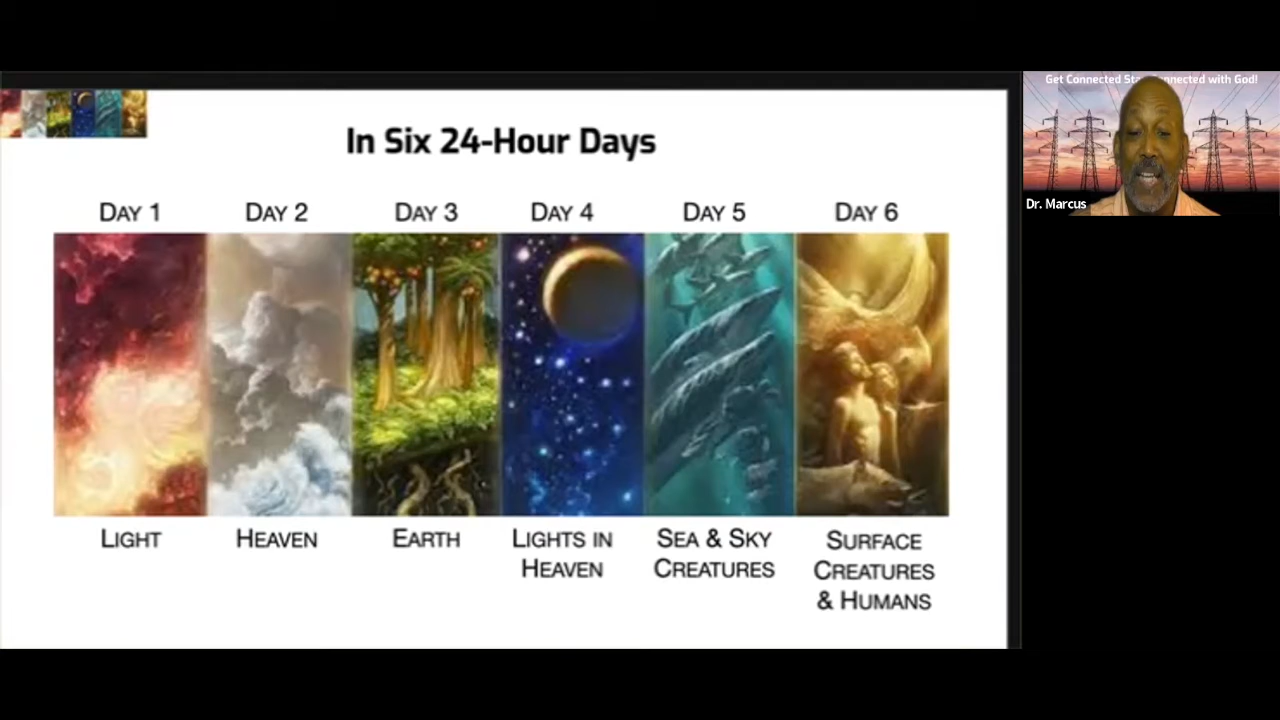 In Six 24-Hour Days
DAY 1 DAY 2 DAY 3 DAY 4 DAY 5 DAY 6
LIGHT
HEAVEN
EARTH
LIGHTS IN
HEAVEN
SEA & SKY
CREATURES
SURFACE
CREATURES
& HUMANS
Get Connected Connected with God!
Dr. Marcus